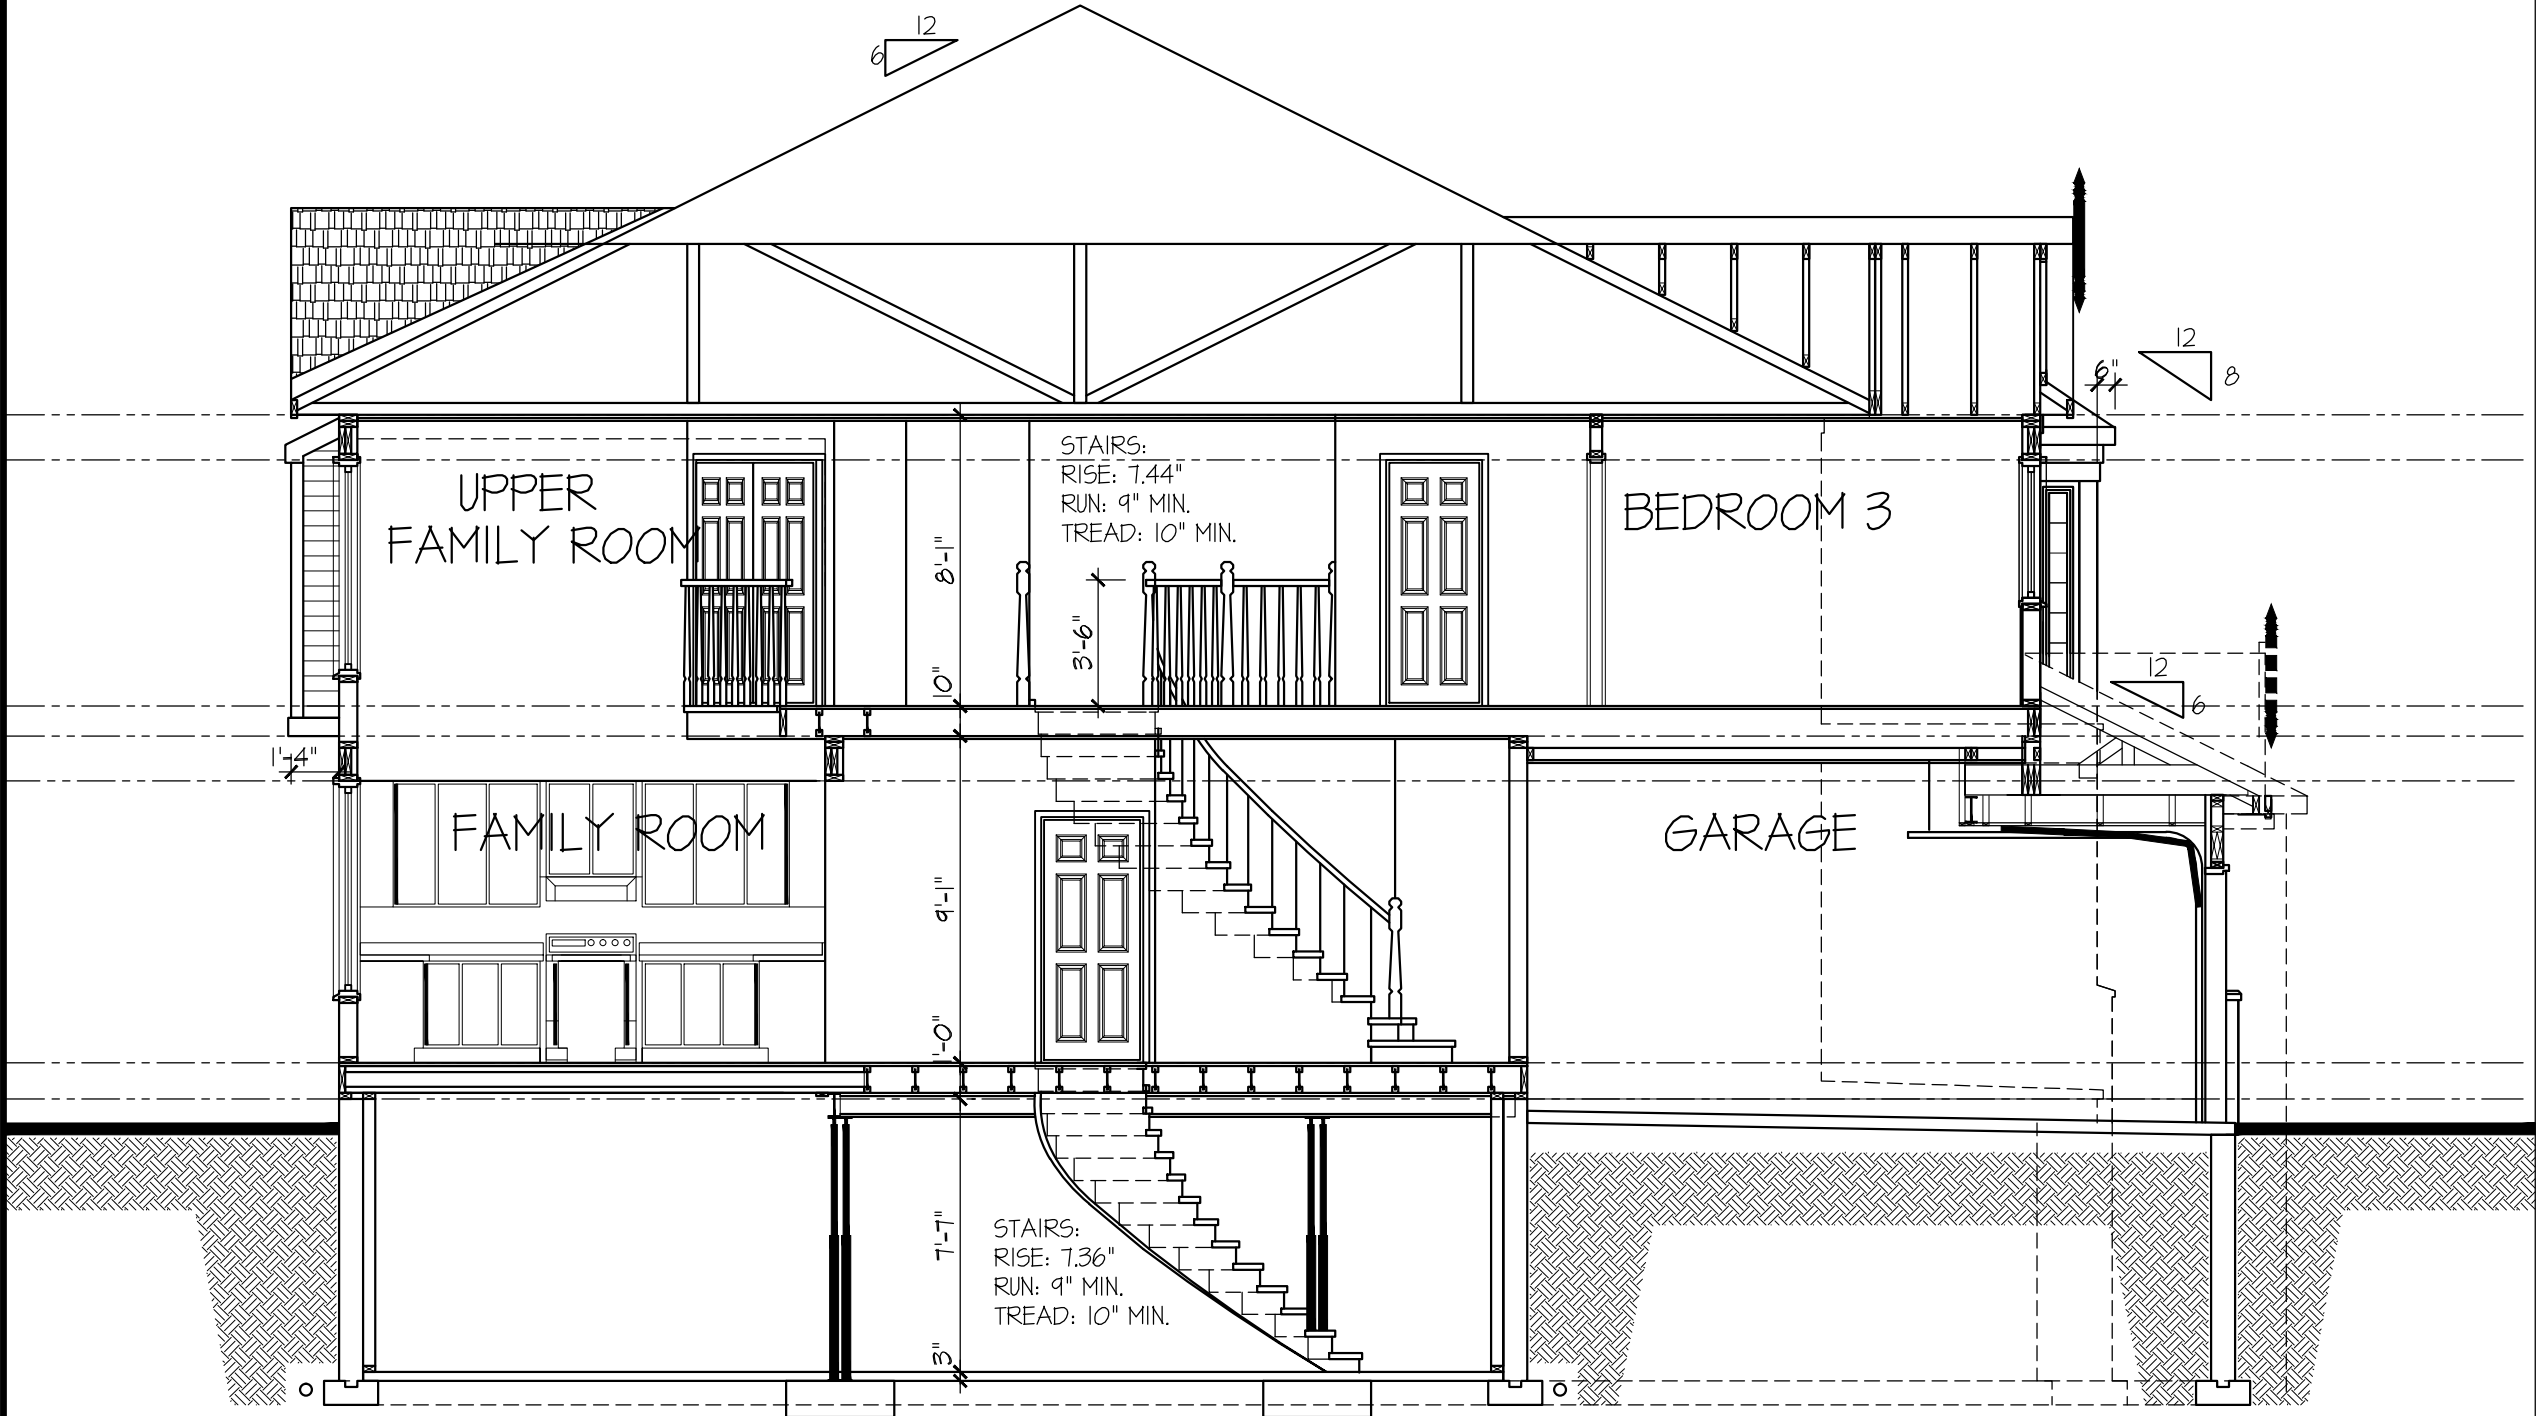 12
6
12
8
6"
STAIRS:
RISE: 7.44"
RUN: 9" MIN.
TREAD: 10" MIN.
UPPER
FAMILY ROOM
BEDROOM 3
8'-1"
3'-6"
10"
12
6
1'-4"
FAMILY ROOM
GARAGE
9'-1"
1'-0"
7'-7"
STAIRS:
RISE: 7.36"
RUN: 9" MIN.
TREAD: 10" MIN.
3"